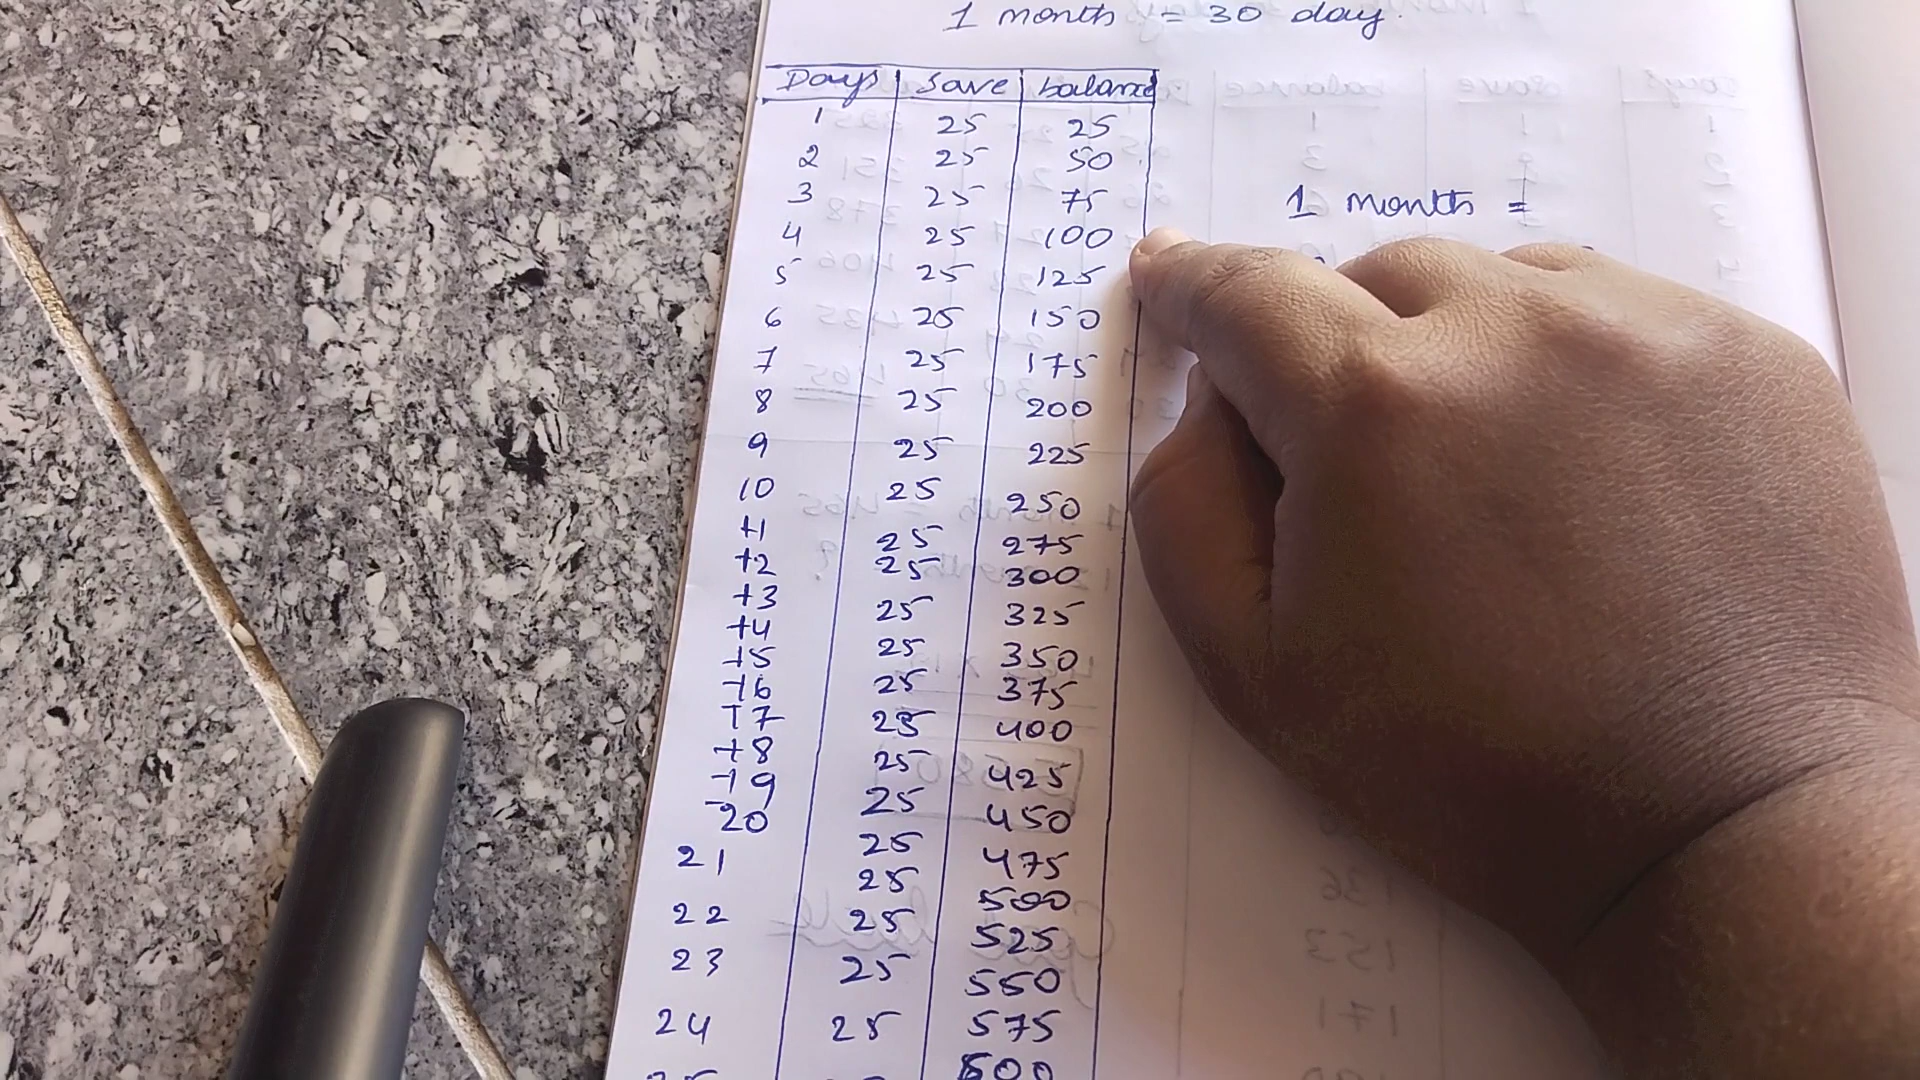 1 month = 30 day.
Days save balance
1 25 25
2 25 50
3 25 75
1 month =
4 25 100
5 25 125
6 25 150
7 25 175
8 25 200
9 25 225
10 25 250
11 25 275
12 25 300
13 25 325
14 25 350
15 25 375
16 25 400
17 25 425
18 25 450
19 25 475
20 25 500
21 25 525
22 25 550
23 25 575
24 25 600